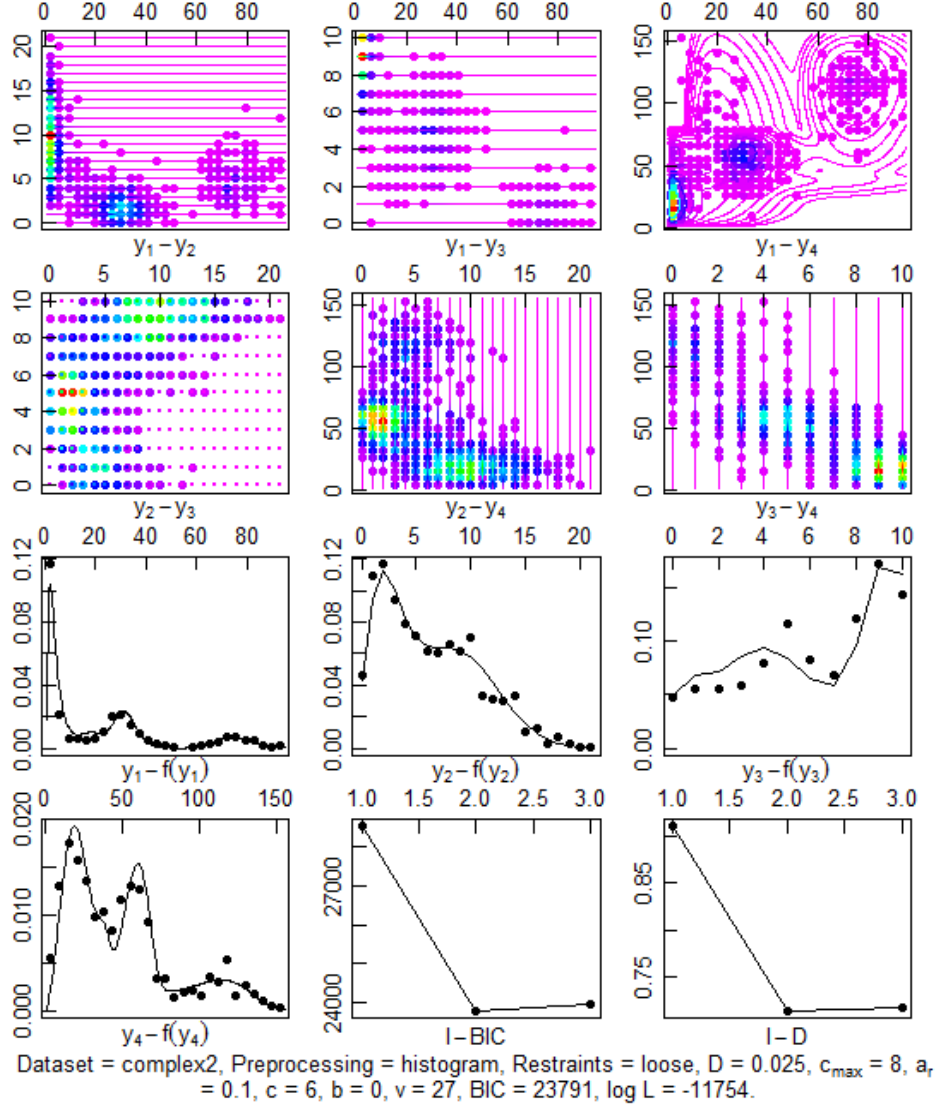 0 20 40 60 80
0 20 40 60 80
0 20 40 60 80
0 5 10 15 20
0 2 4 6 8 10
0 50 100 150
y1 − y2
y1 − y3
y1 − y4
0 5 10 15 20
0 5 10 15 20
0 2 4 6 8 10
0 2 4 6 8 10
0 50 100 150
0 50 100 150
y2 − y3
y2 − y4
y3 − y4
0 20 40 60 80
0 5 10 15 20
0 2 4 6 8 10
0.00 0.04 0.08 0.12
0.00 0.04 0.08 0.12
0.00 0.10
y1 − f(y1)
y2 − f(y2)
y3 − f(y3)
0 50 100 150
1.0 1.5 2.0 2.5 3.0
1.0 1.5 2.0 2.5 3.0
0.000 0.010 0.020
24000 27000
0.75 0.85
y4 − f(y4)
l − BIC
l − D
Dataset = complex2, Preprocessing = histogram, Restraints = loose, D = 0.025, cmax = 8, ar
= 0.1, c = 6, b = 0, v = 27, BIC = 23791, log L = -11754.